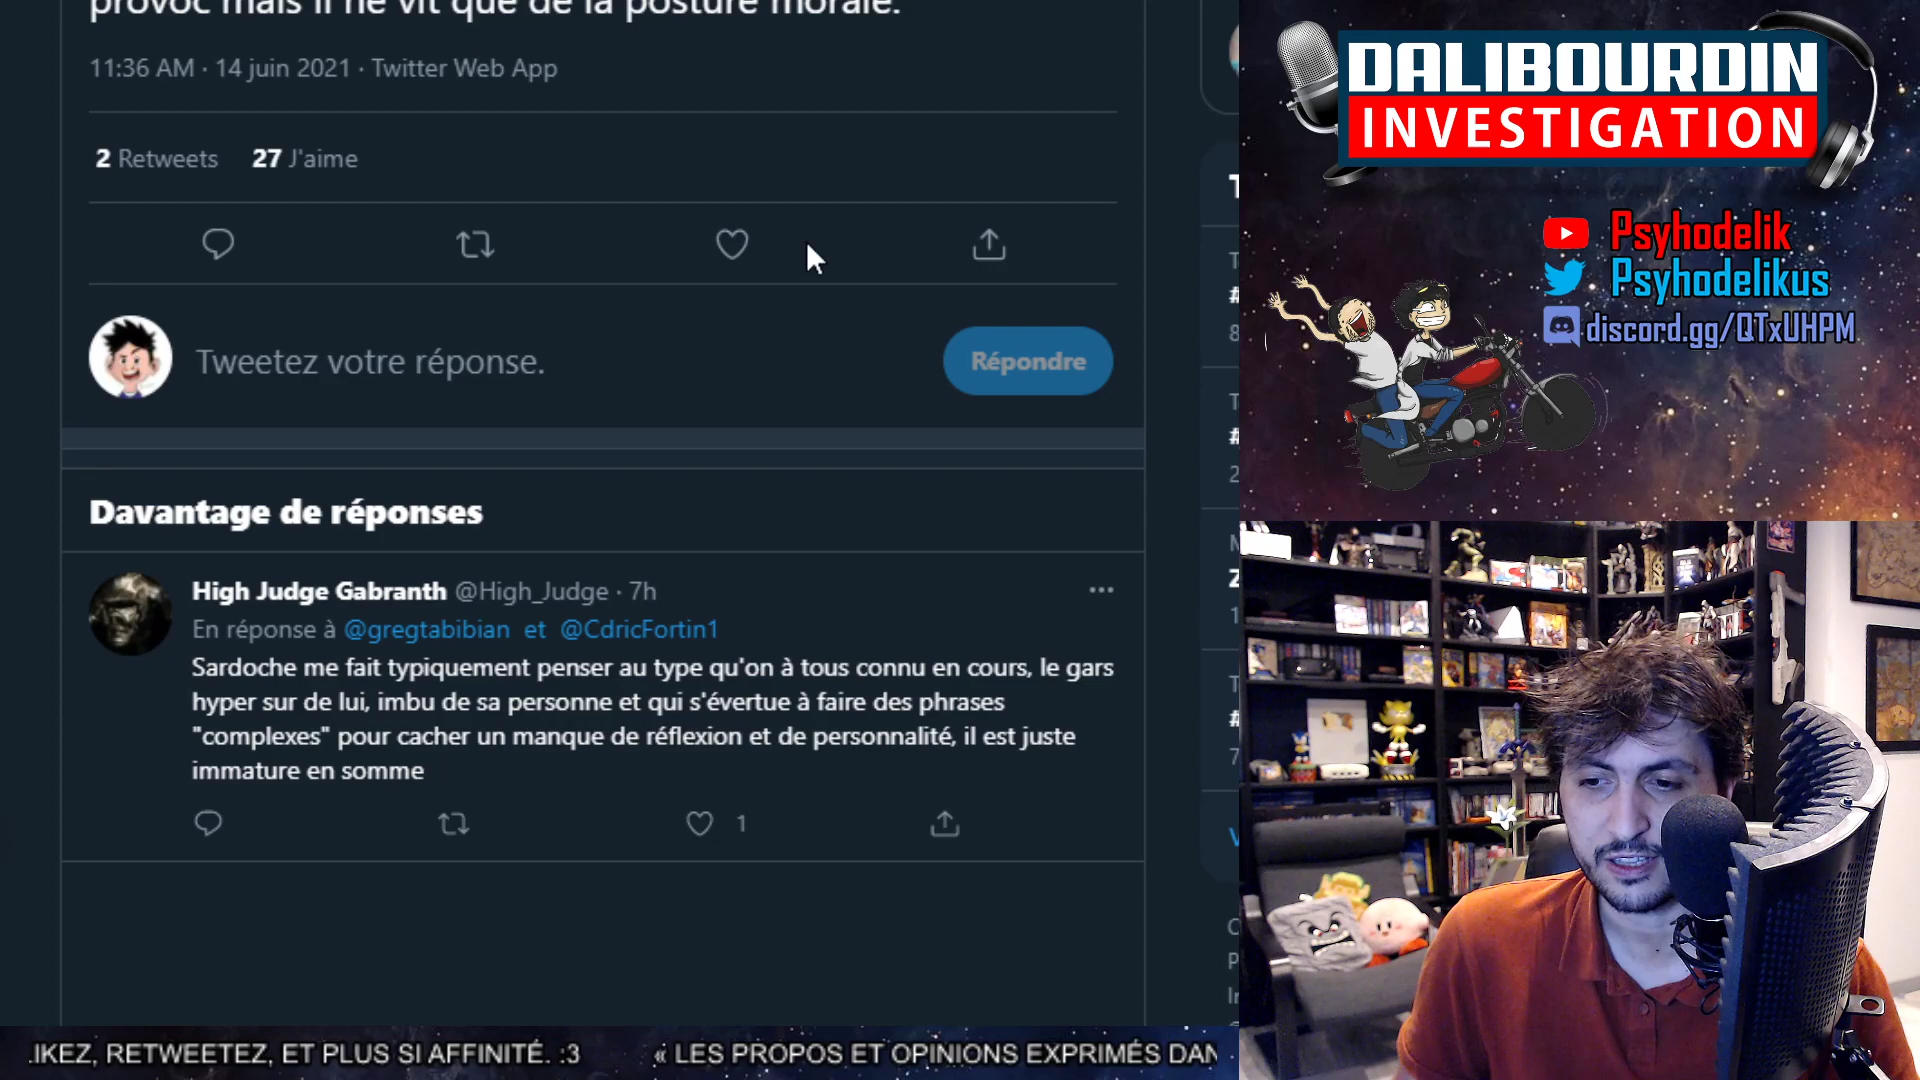 provoc mais il ne vit que de la posture morale.
11:36 AM · 14 juin 2021 · Twitter Web App
2 Retweets 27 J'aime
Tweetez votre réponse.
Répondre
Davantage de réponses
High Judge Gabranth @High_Judge · 7h
En réponse à @gregtabibian et @CdricFortin1
Sardoche me fait typiquement penser au type qu'on à tous connu en cours, le gars
hyper sur de lui, imbu de sa personne et qui s'évertue à faire des phrases
"complexes" pour cacher un manque de réflexion et de personnalité, il est juste
immature en somme
1
DALIBOURDIN
INVESTIGATION
Psyhodelik
Psyhodelikus
discord.gg/QTxUHPM
.IKEZ, RETWEETEZ, ET PLUS SI AFFINITÉ. :3 « LES PROPOS ET OPINIONS EXPRIMÉS DAN